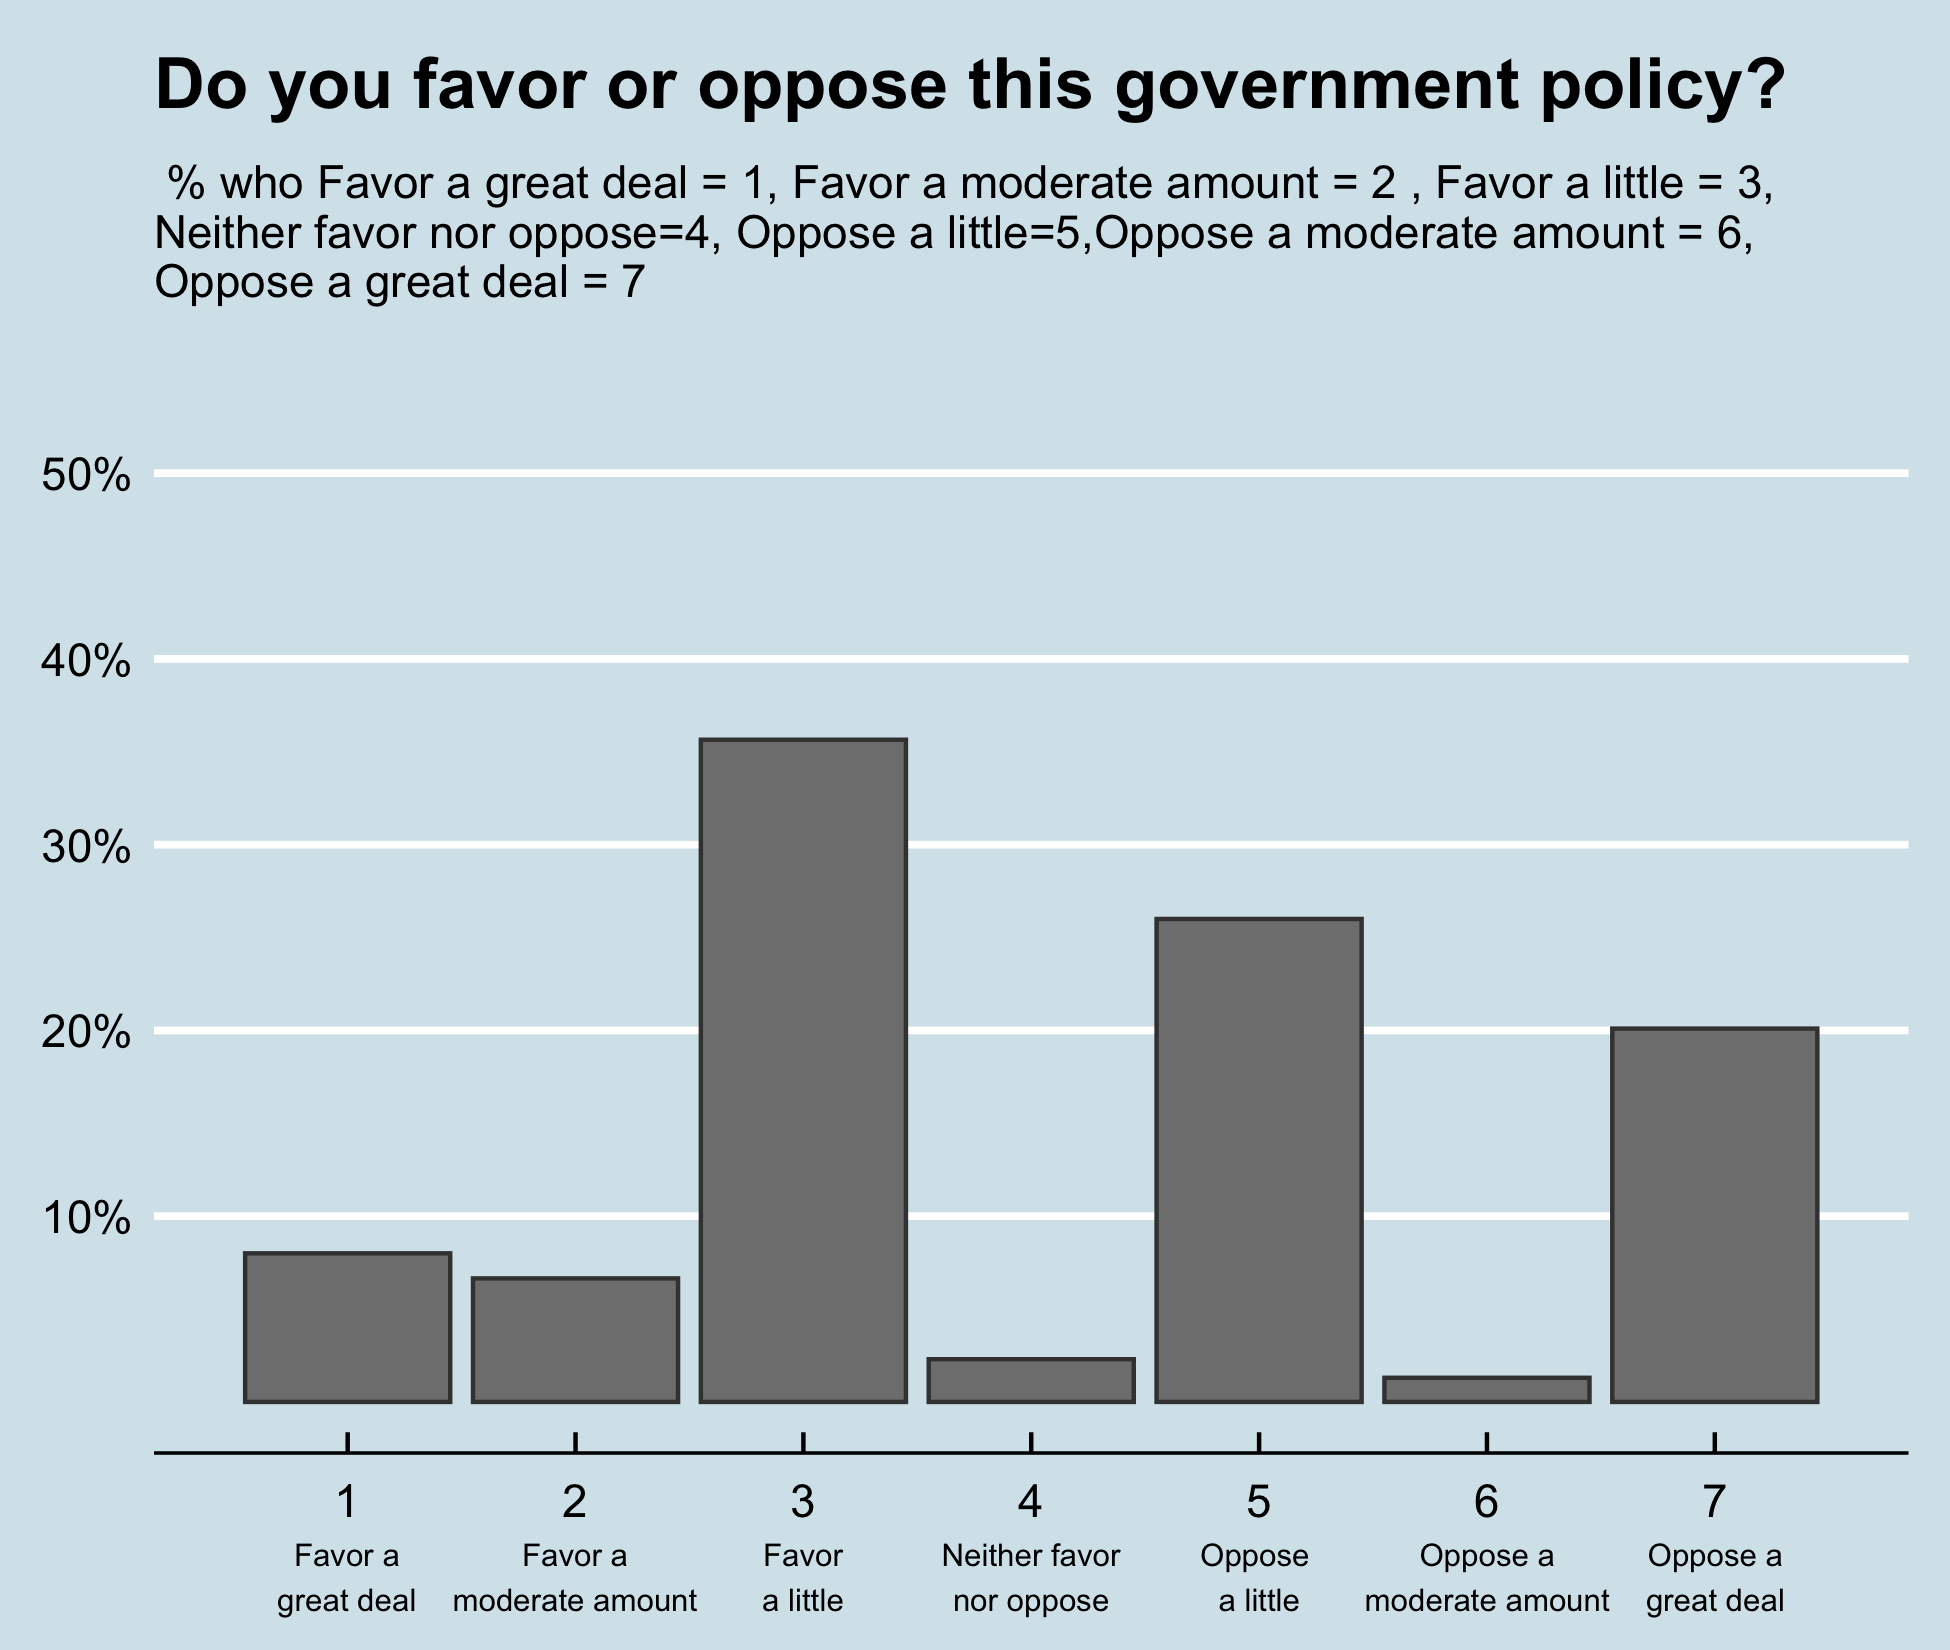 Do you favor or oppose this government policy?
% who Favor a great deal = 1, Favor a moderate amount = 2 , Favor a little = 3,
Neither favor nor oppose=4, Oppose a little=5,Oppose a moderate amount = 6,
Oppose a great deal = 7
50%
40%
30%
20%
10%
1 2 3 4 5 6 7
Favor a Favor a Favor Neither favor Oppose Oppose a Oppose a
great deal moderate amount a little nor oppose a little moderate amount great deal